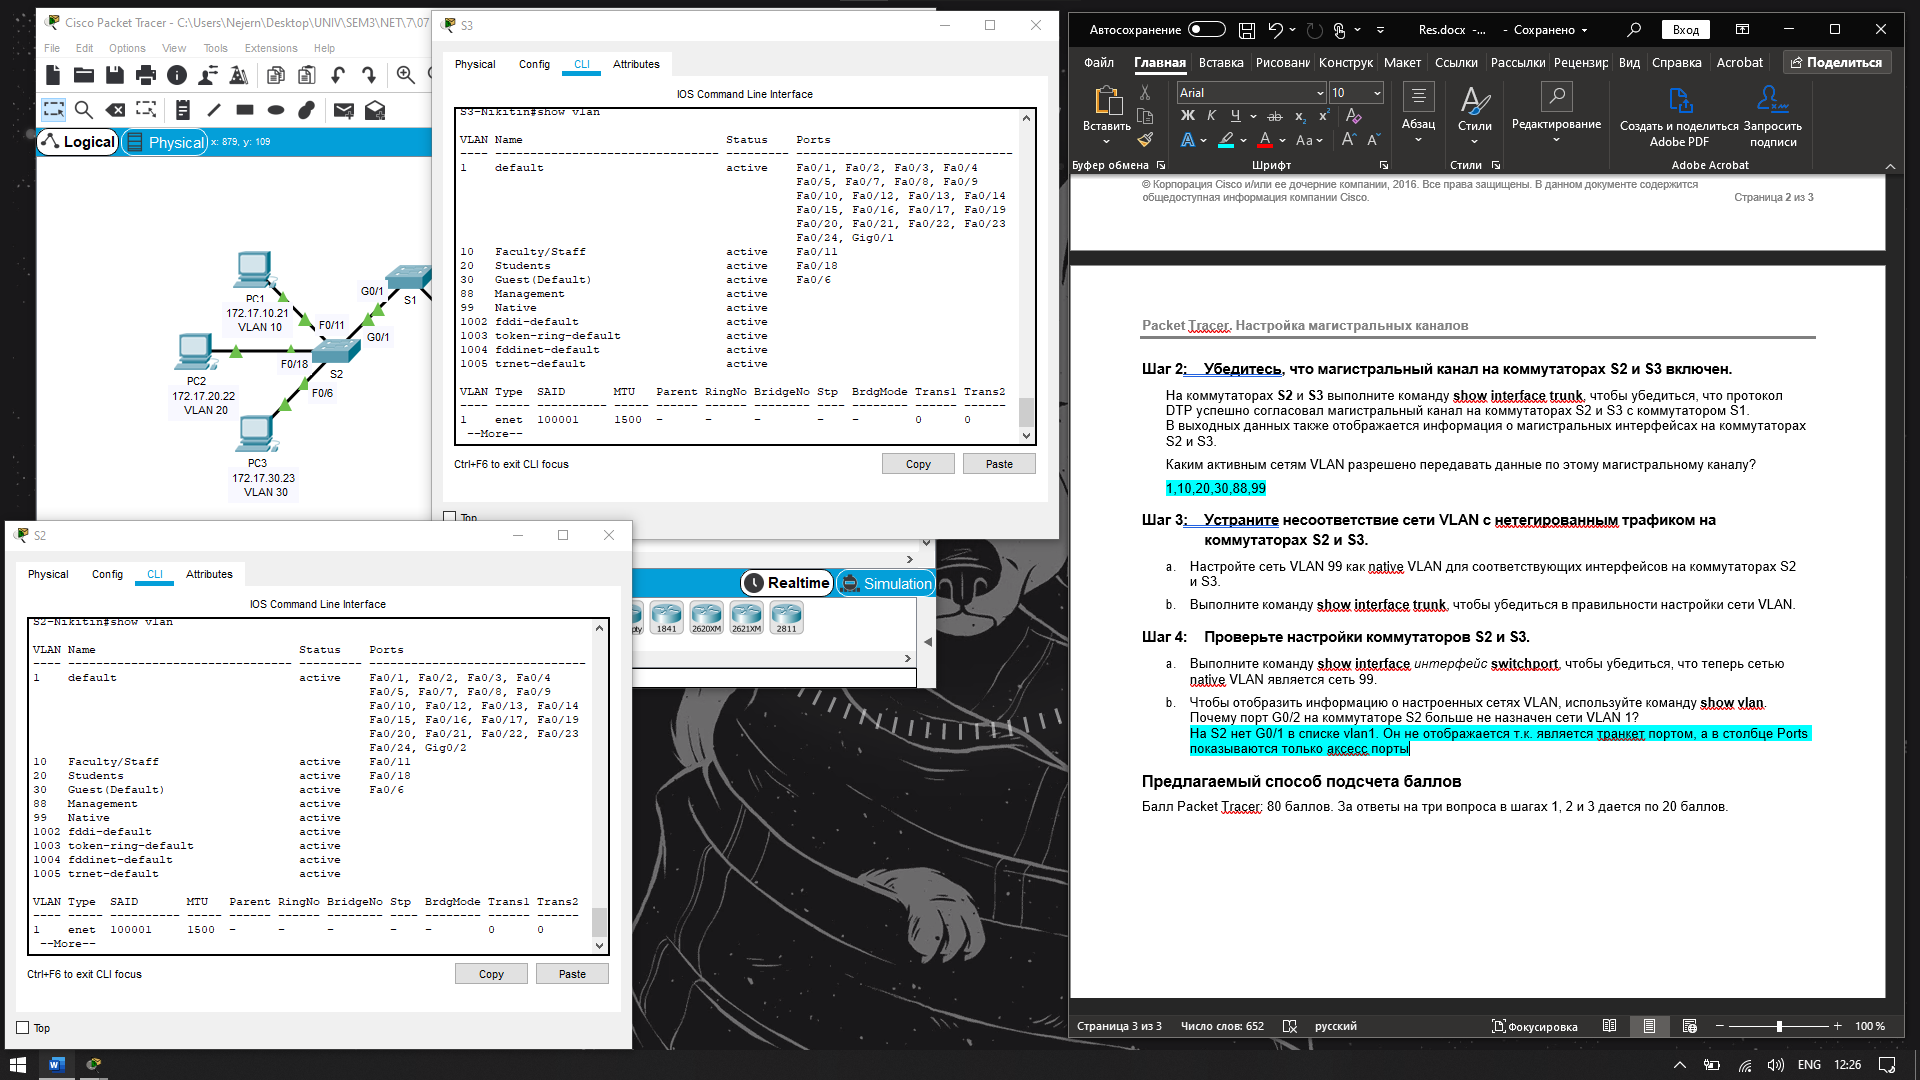 Cisco Packet Tracer - C:\Users\Nejern\Desktop\UNIV\SEM3\NET\7\07
File Edit Options View Tools Extensions Help
Logical
Physical
x: 879, y: 109
PC1
172.17.10.21
VLAN 10
F0/11
G0/1
S1
G0/1
PC2
172.17.20.22
VLAN 20
F0/18
S2
F0/6
PC3
172.17.30.23
VLAN 30
Realtime
Simulation
1841
2620XM
2621XM
2811
S3
Physical Config CLI Attributes
IOS Command Line Interface
S3-Nikitin#show vlan
VLAN Name Status Ports
---- -------------------------------- --------- -------------------------------
1 default active Fa0/1, Fa0/2, Fa0/3, Fa0/4
Fa0/5, Fa0/7, Fa0/8, Fa0/9
Fa0/10, Fa0/12, Fa0/13, Fa0/14
Fa0/15, Fa0/16, Fa0/17, Fa0/19
Fa0/20, Fa0/21, Fa0/22, Fa0/23
Fa0/24, Gig0/1
10 Faculty/Staff active Fa0/11
20 Students active Fa0/18
30 Guest(Default) active Fa0/6
88 Management active
99 Native active
1002 fddi-default active
1003 token-ring-default active
1004 fddinet-default active
1005 trnet-default active
VLAN Type SAID MTU Parent RingNo BridgeNo Stp BrdgMode Trans1 Trans2
---- ----- ---------- ----- ------ ------ -------- ---- -------- ------ ------
1 enet 100001 1500 - - - - - 0 0
--More--
Ctrl+F6 to exit CLI focus
Copy
Paste
Top
S2
Physical Config CLI Attributes
IOS Command Line Interface
S2-Nikitin#show vlan
VLAN Name Status Ports
---- -------------------------------- --------- -------------------------------
1 default active Fa0/1, Fa0/2, Fa0/3, Fa0/4
Fa0/5, Fa0/7, Fa0/8, Fa0/9
Fa0/10, Fa0/12, Fa0/13, Fa0/14
Fa0/15, Fa0/16, Fa0/17, Fa0/19
Fa0/20, Fa0/21, Fa0/22, Fa0/23
Fa0/24, Gig0/2
10 Faculty/Staff active Fa0/11
20 Students active Fa0/18
30 Guest(Default) active Fa0/6
88 Management active
99 Native active
1002 fddi-default active
1003 token-ring-default active
1004 fddinet-default active
1005 trnet-default active
VLAN Type SAID MTU Parent RingNo BridgeNo Stp BrdgMode Trans1 Trans2
---- ----- ---------- ----- ------ ------ -------- ---- -------- ------ ------
1 enet 100001 1500 - - - - - 0 0
--More--
Ctrl+F6 to exit CLI focus
Copy
Paste
Top
Автосохранение
Res.docx -... - Сохранено
Вход
Файл Главная Вставка Рисовани Конструк Макет Ссылки Рассылки Рецензир Вид Справка Acrobat
Поделиться
Вставить
Буфер обмена
Arial
10
Ж К Ч ab x₂ x²
Шрифт
Абзац
Стили
Стили
Редактирование
Создать и поделиться Adobe PDF
Запросить подписи
Adobe Acrobat
© Корпорация Cisco и/или ее дочерние компании, 2016. Все права защищены. В данном документе содержится
общедоступная информация компании Cisco. Страница 2 из 3
Packet Tracer. Настройка магистральных каналов
Шаг 2: Убедитесь, что магистральный канал на коммутаторах S2 и S3 включен.
На коммутаторах S2 и S3 выполните команду show interface trunk, чтобы убедиться, что протокол
DTP успешно согласовал магистральный канал на коммутаторах S2 и S3 с коммутатором S1.
В выходных данных также отображается информация о магистральных интерфейсах на коммутаторах
S2 и S3.
Каким активным сетям VLAN разрешено передавать данные по этому магистральному каналу?
1,10,20,30,88,99
Шаг 3: Устраните несоответствие сети VLAN с нетегированным трафиком на
коммутаторах S2 и S3.
a. Настройте сеть VLAN 99 как native VLAN для соответствующих интерфейсов на коммутаторах S2
и S3.
b. Выполните команду show interface trunk, чтобы убедиться в правильности настройки сети VLAN.
Шаг 4: Проверьте настройки коммутаторов S2 и S3.
a. Выполните команду show interface интерфейс switchport, чтобы убедиться, что теперь сетью
native VLAN является сеть 99.
b. Чтобы отобразить информацию о настроенных сетях VLAN, используйте команду show vlan.
Почему порт G0/2 на коммутаторе S2 больше не назначен сети VLAN 1?
На S2 нет G0/1 в списке vlan1. Он не отображается т.к. является транкет портом, а в столбце Ports
показываются только аксесс порты
Предлагаемый способ подсчета баллов
Балл Packet Tracer: 80 баллов. За ответы на три вопроса в шагах 1, 2 и 3 дается по 20 баллов.
Страница 3 из 3 Число слов: 652 русский
Фокусировка
100 %
ENG 12:26